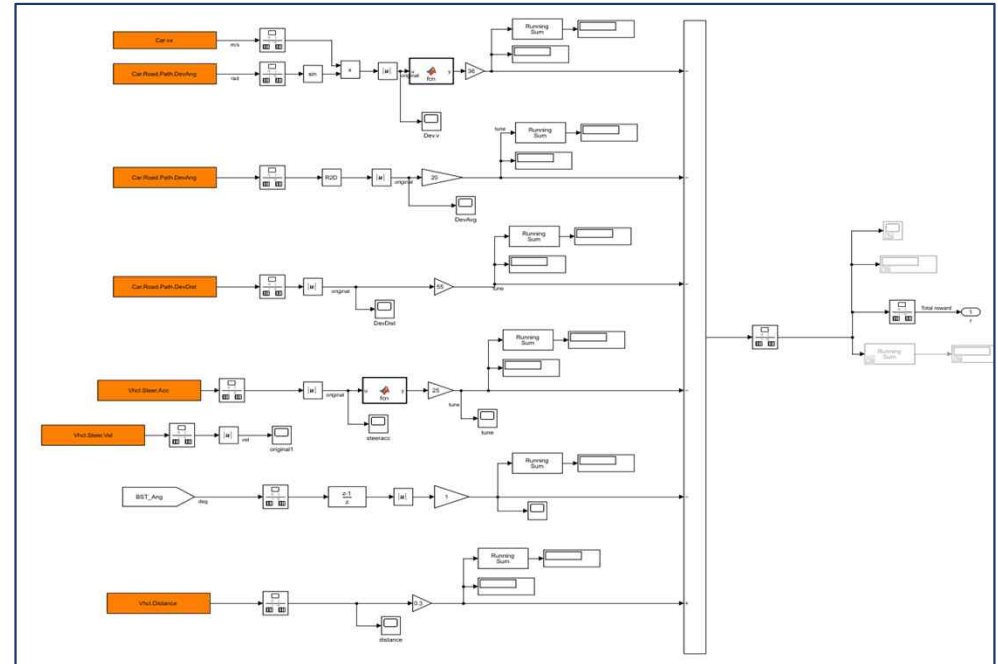 Car.vx
m/s
Running
Sum
Car.Road.Path.DevAng
rad
sin
×
|u|
original
u
y
fcn
36
Dev.v
tune
Running
Sum
Car.Road.Path.DevAng
R2D
|u|
original
20
DevAvg
Running
Sum
Car.Road.Path.DevDist
|u|
original
55
tune
DevDist
Running
Sum
Vhcl.Steer.Acc
|u|
original
u
y
fcn
25
tune
steeracc
tune
Vhcl.Steer.Vel
|u|
vel
original1
Total reward
1
r
Running
Sum
Running
Sum
BST_Ang
deg
z-1
z
|u|
1
Running
Sum
Vhcl.Distance
0.3
distance